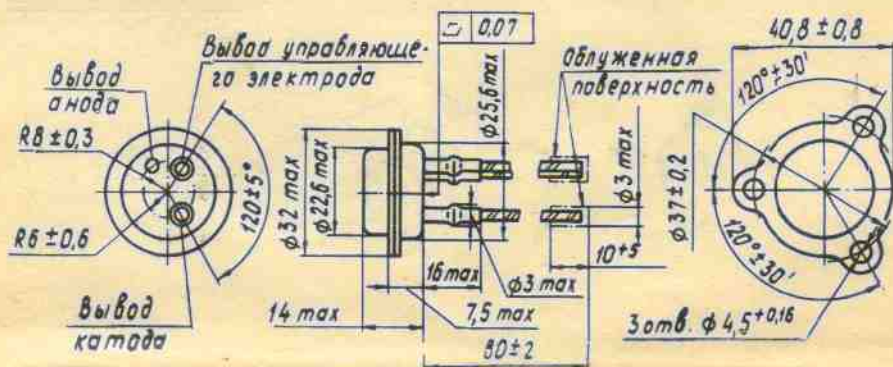 Вывод управляюще-
го электрода
Вывод
анода
R8±0,3
R6±0,6
Вывод
катода
120±5°
⏥ 0,07
ф32 max
ф22,6 max
ф25,6 max
Облуженная
поверхность
ф3 max
10+5
16 max
ф3 max
14 max
7,5 max
80±2
40,8±0,8
120°±30'
ф37±0,2
120°±30'
3 отв. ф4,5+0,16